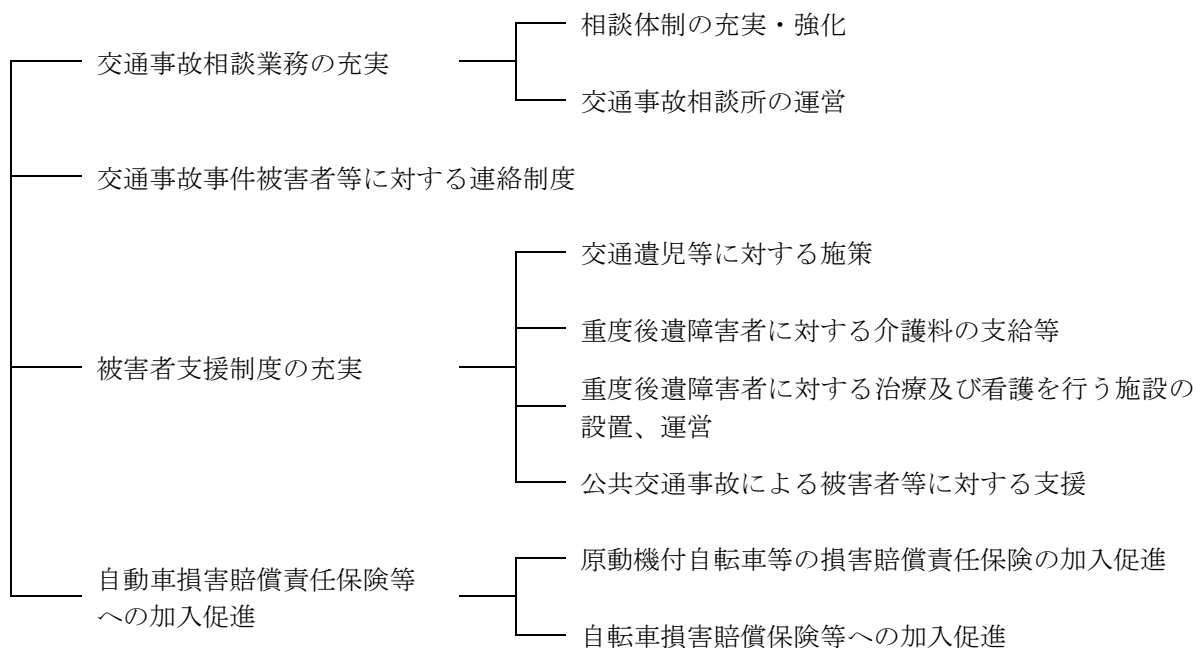 交通事故相談業務の充実
相談体制の充実・強化
交通事故相談所の運営
交通事故事件被害者等に対する連絡制度
被害者支援制度の充実
交通遺児等に対する施策
重度後遺障害者に対する介護料の支給等
重度後遺障害者に対する治療及び看護を行う施設の
設置、運営
公共交通事故による被害者等に対する支援
自動車損害賠償責任保険等
への加入促進
原動機付自転車等の損害賠償責任保険の加入促進
自転車損害賠償保険等への加入促進